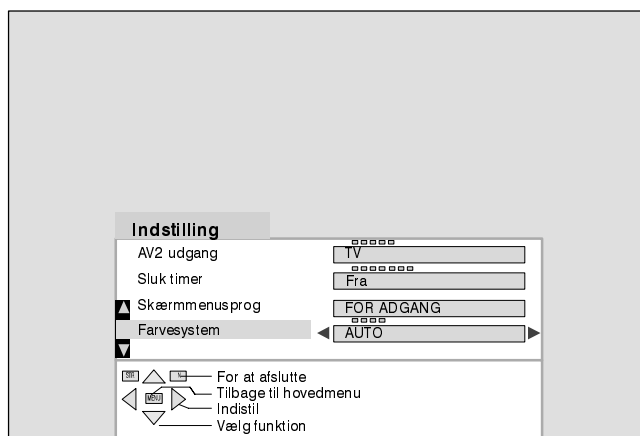 Indstilling
AV2 udgang TV
Sluk timer Fra
Skærmmenusprog FOR ADGANG
Farvesystem AUTO
STR N For at afslutte
MENU Tilbage til hovedmenu
Indistil
Vælg funktion